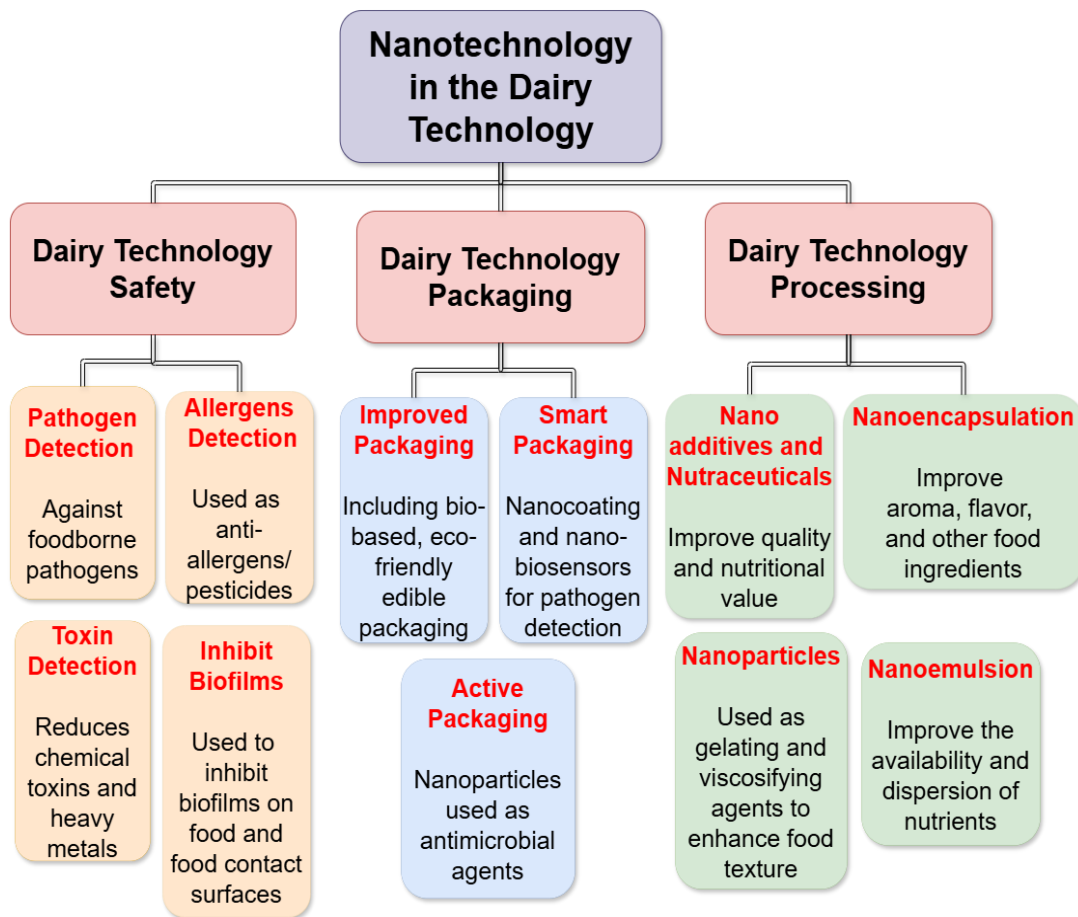 Nanotechnology
in the Dairy
Technology
Dairy Technology
Safety
Dairy Technology
Packaging
Dairy Technology
Processing
Pathogen
Detection
Against
foodborne
pathogens
Allergens
Detection
Used as
anti-
allergens/
pesticides
Improved
Packaging
Including bio-
based, eco-
friendly
edible
packaging
Smart
Packaging
Nanocoating
and nano-
biosensors
for pathogen
detection
Nano
additives and
Nutraceuticals
Improve quality
and nutritional
value
Nanoencapsulation
Improve
aroma, flavor,
and other food
ingredients
Toxin
Detection
Reduces
chemical
toxins and
heavy
metals
Inhibit
Biofilms
Used to
inhibit
biofilms on
food and
food contact
surfaces
Active
Packaging
Nanoparticles
used as
antimicrobial
agents
Nanoparticles
Used as
gelating and
viscosifying
agents to
enhance food
texture
Nanoemulsion
Improve the
availability and
dispersion of
nutrients